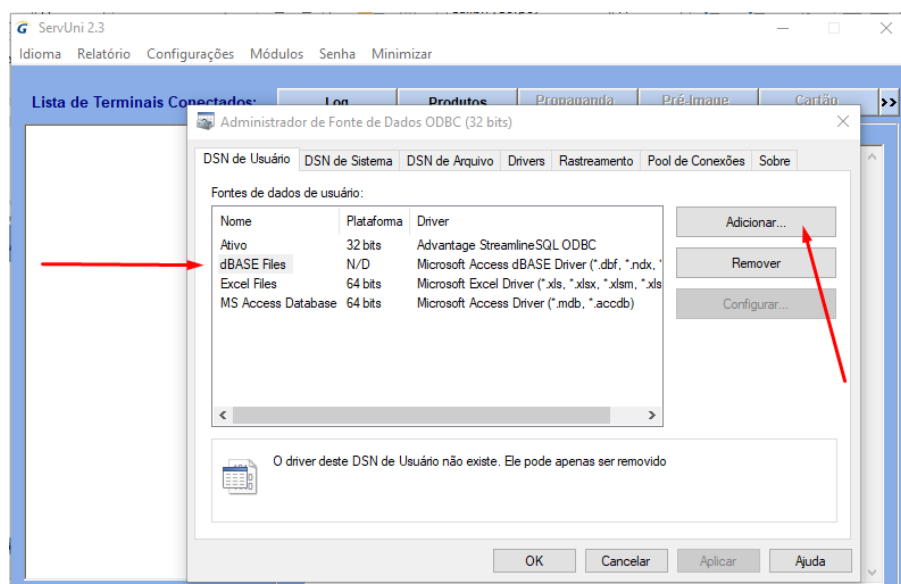 ServUni 2.3
Idioma Relatório Configurações Módulos Senha Minimizar
Lista de Terminais Conectados: Log Produtos Propaganda Pré-Image Cartão >>
Administrador de Fonte de Dados ODBC (32 bits)
DSN de Usuário DSN de Sistema DSN de Arquivo Drivers Rastreamento Pool de Conexões Sobre
Fontes de dados de usuário:
Nome Plataforma Driver
Adicionar...
Ativo 32 bits Advantage StreamlineSQL ODBC
dBASE Files N/D Microsoft Access dBASE Driver (*.dbf, *.ndx, *
Remover
Excel Files 64 bits Microsoft Excel Driver (*.xls, *.xlsx, *.xlsm, *.xls
MS Access Database 64 bits Microsoft Access Driver (*.mdb, *.accdb)
Configurar...
O driver deste DSN de Usuário não existe. Ele pode apenas ser removido
OK Cancelar Aplicar Ajuda